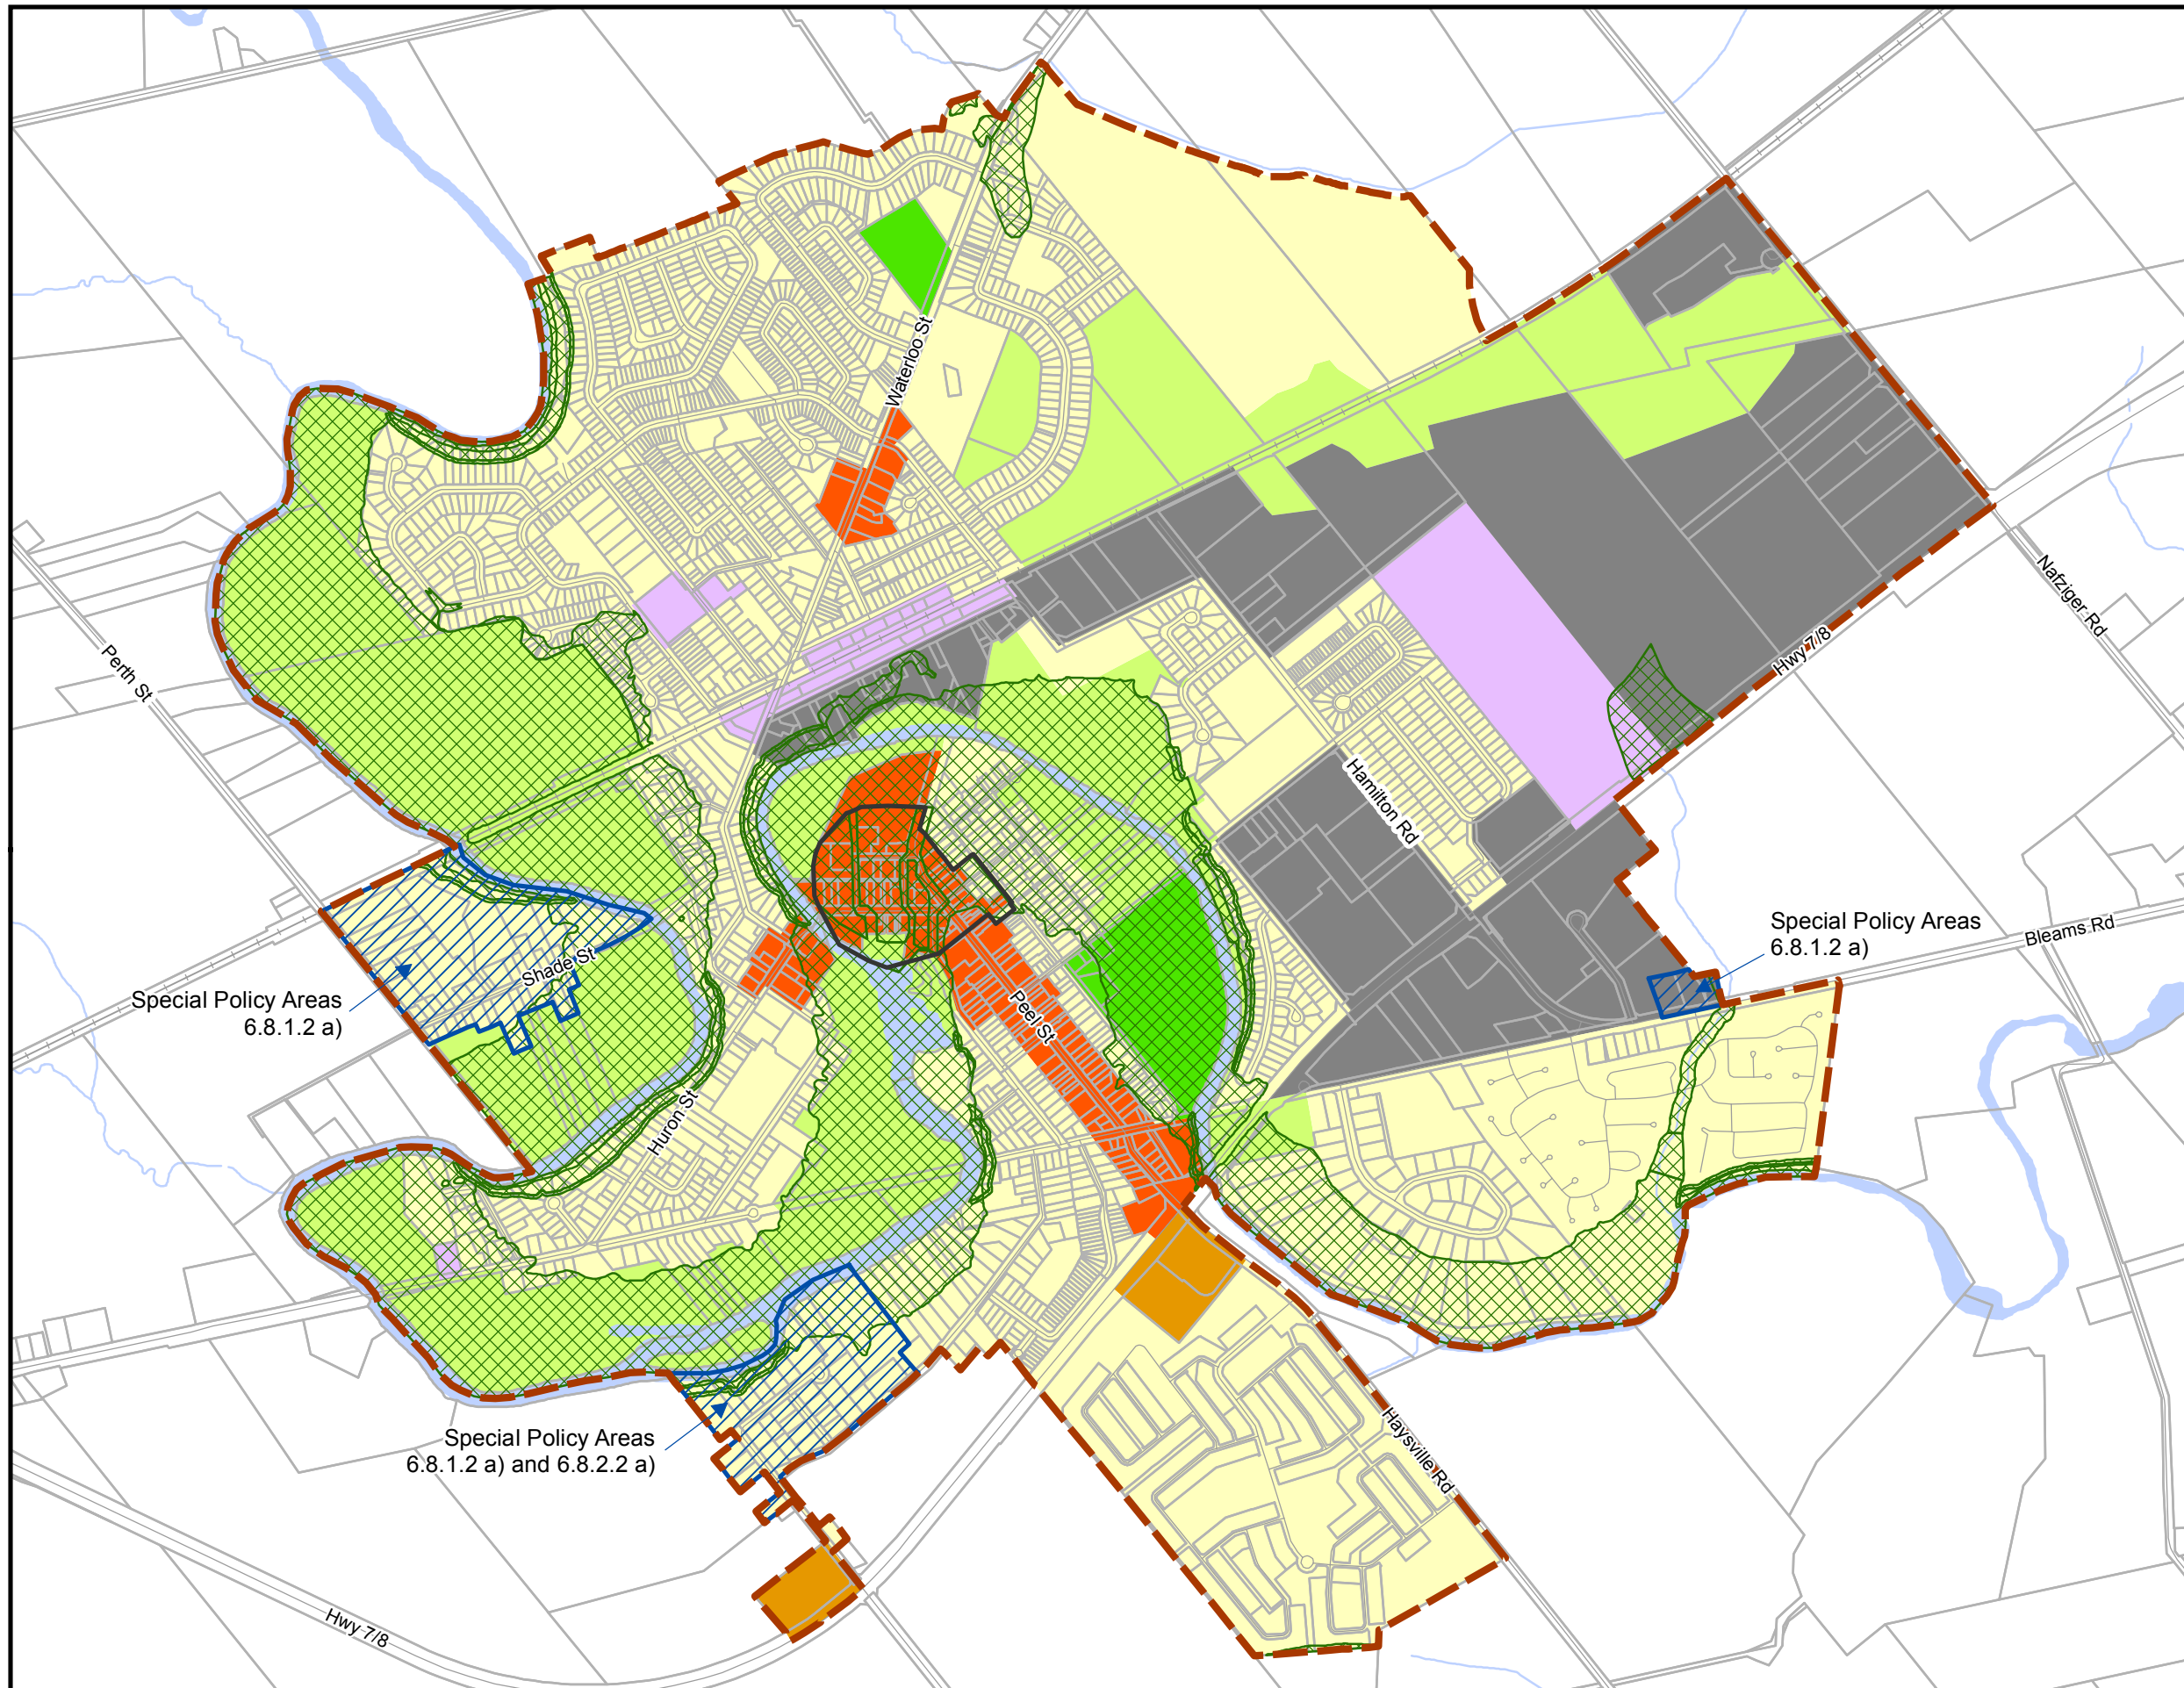 Waterloo St
Nafziger Rd
Hwy 7/8
Perth St
Hamilton Rd
Special Policy Areas
6.8.1.2 a)
Bleams Rd
Shade St
Special Policy Areas
6.8.1.2 a)
Peel St
Huron St
Special Policy Areas
6.8.1.2 a) and 6.8.2.2 a)
Haysville Rd
Hwy 7/8